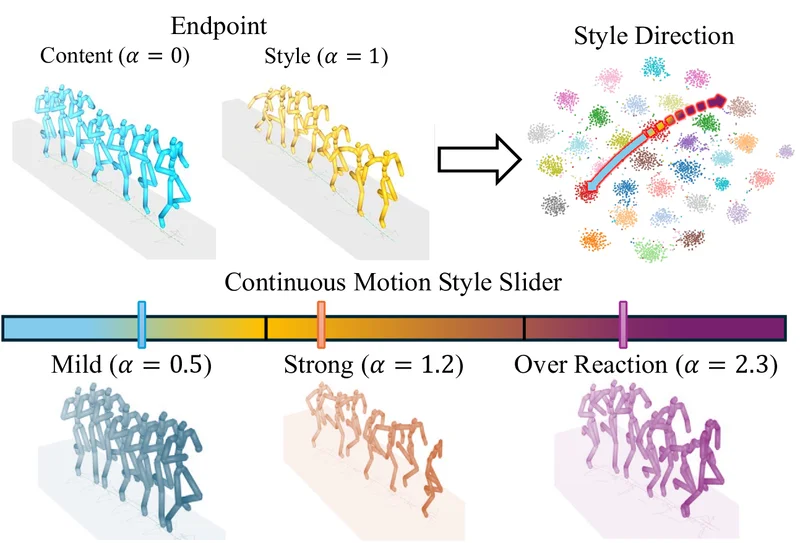 Endpoint
Content (α = 0)
Style (α = 1)
Style Direction
Continuous Motion Style Slider
Mild (α = 0.5)
Strong (α = 1.2)
Over Reaction (α = 2.3)